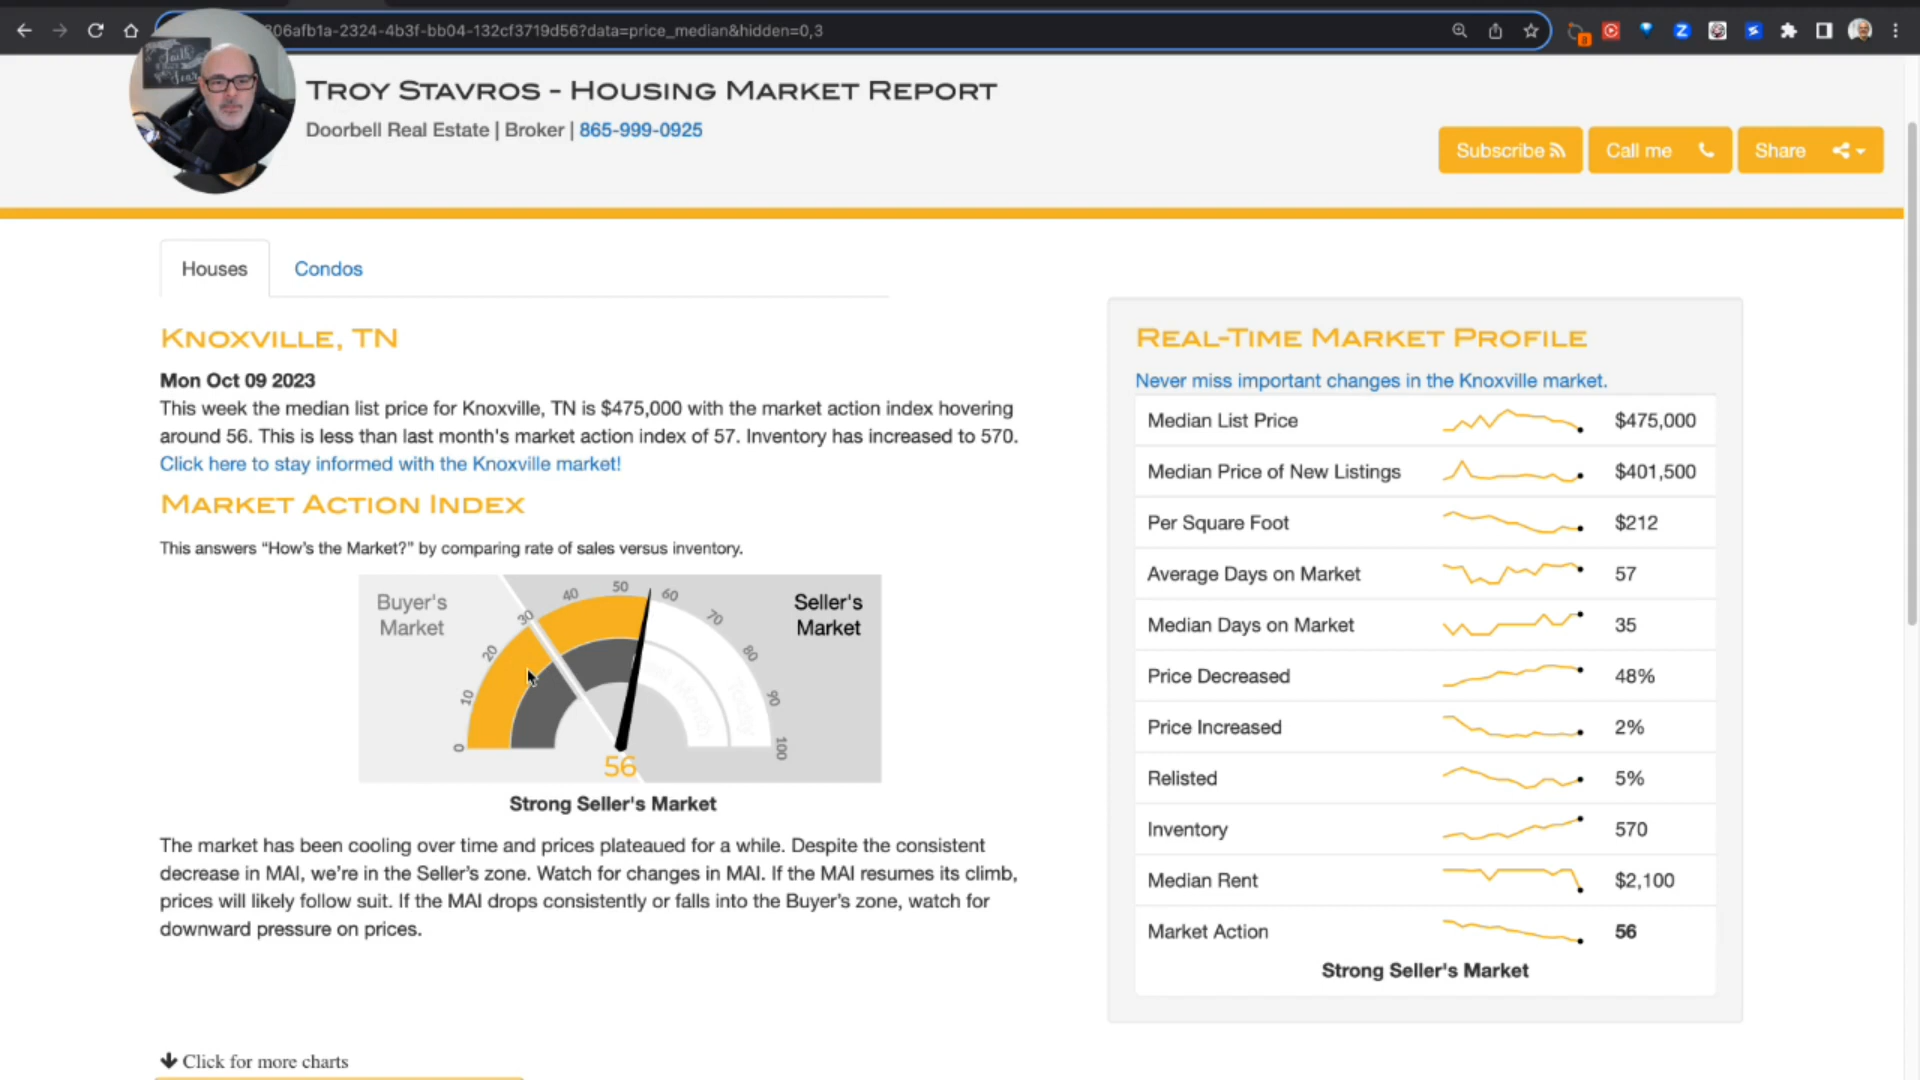 06afb1a-2324-4b3f-bb04-132cf3719d56?data=price_median&hidden=0,3
TROY STAVROS - HOUSING MARKET REPORT
Doorbell Real Estate | Broker | 865-999-0925
Subscribe
Call me
Share
Houses
Condos
KNOXVILLE, TN
Mon Oct 09 2023
This week the median list price for Knoxville, TN is $475,000 with the market action index hovering
around 56. This is less than last month's market action index of 57. Inventory has increased to 570.
Click here to stay informed with the Knoxville market!
MARKET ACTION INDEX
This answers “How's the Market?” by comparing rate of sales versus inventory.
Buyer's
Market
Seller's
Market
0
10
20
30
40
50
60
70
80
90
100
56
Strong Seller's Market
The market has been cooling over time and prices plateaued for a while. Despite the consistent
decrease in MAI, we’re in the Seller’s zone. Watch for changes in MAI. If the MAI resumes its climb,
prices will likely follow suit. If the MAI drops consistently or falls into the Buyer’s zone, watch for
downward pressure on prices.
Click for more charts
REAL-TIME MARKET PROFILE
Never miss important changes in the Knoxville market.
Median List Price $475,000
Median Price of New Listings $401,500
Per Square Foot $212
Average Days on Market 57
Median Days on Market 35
Price Decreased 48%
Price Increased 2%
Relisted 5%
Inventory 570
Median Rent $2,100
Market Action 56
Strong Seller's Market